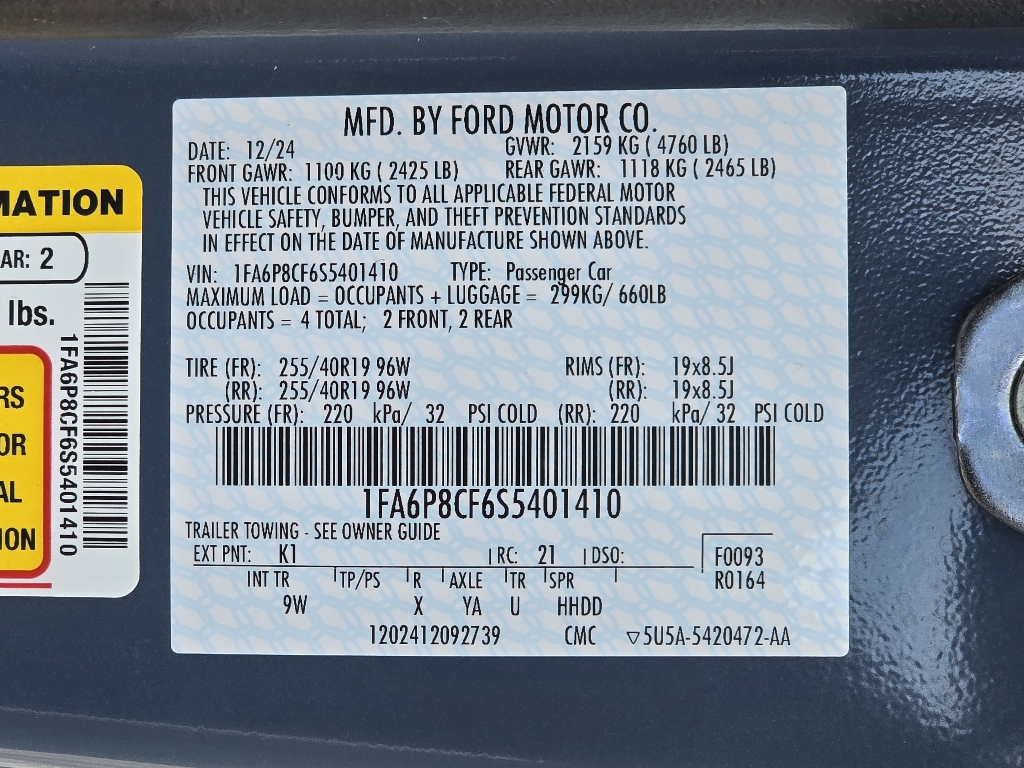 MFD. BY FORD MOTOR CO.
DATE: 12/24 GVWR: 2159 KG ( 4760 LB)
FRONT GAWR: 1100 KG ( 2425 LB) REAR GAWR: 1118 KG ( 2465 LB)
THIS VEHICLE CONFORMS TO ALL APPLICABLE FEDERAL MOTOR
VEHICLE SAFETY, BUMPER, AND THEFT PREVENTION STANDARDS
IN EFFECT ON THE DATE OF MANUFACTURE SHOWN ABOVE.
VIN: 1FA6P8CF6S5401410 TYPE: Passenger Car
MAXIMUM LOAD = OCCUPANTS + LUGGAGE = 299KG/ 660LB
OCCUPANTS = 4 TOTAL; 2 FRONT, 2 REAR
TIRE (FR): 255/40R19 96W RIMS (FR): 19x8.5J
(RR): 255/40R19 96W (RR): 19x8.5J
PRESSURE (FR): 220 kPa/ 32 PSI COLD (RR): 220 kPa/ 32 PSI COLD
1FA6P8CF6S5401410
TRAILER TOWING - SEE OWNER GUIDE
EXT PNT: K1 RC: 21 DSO: F0093
INT TR TP/PS R AXLE TR SPR R0164
9W X YA U HHDD
1202412092739 CMC ▽5U5A-5420472-AA
MATION
AR: 2
lbs.
RS
OR
AL
ION
1FA6P8CF6S5401410